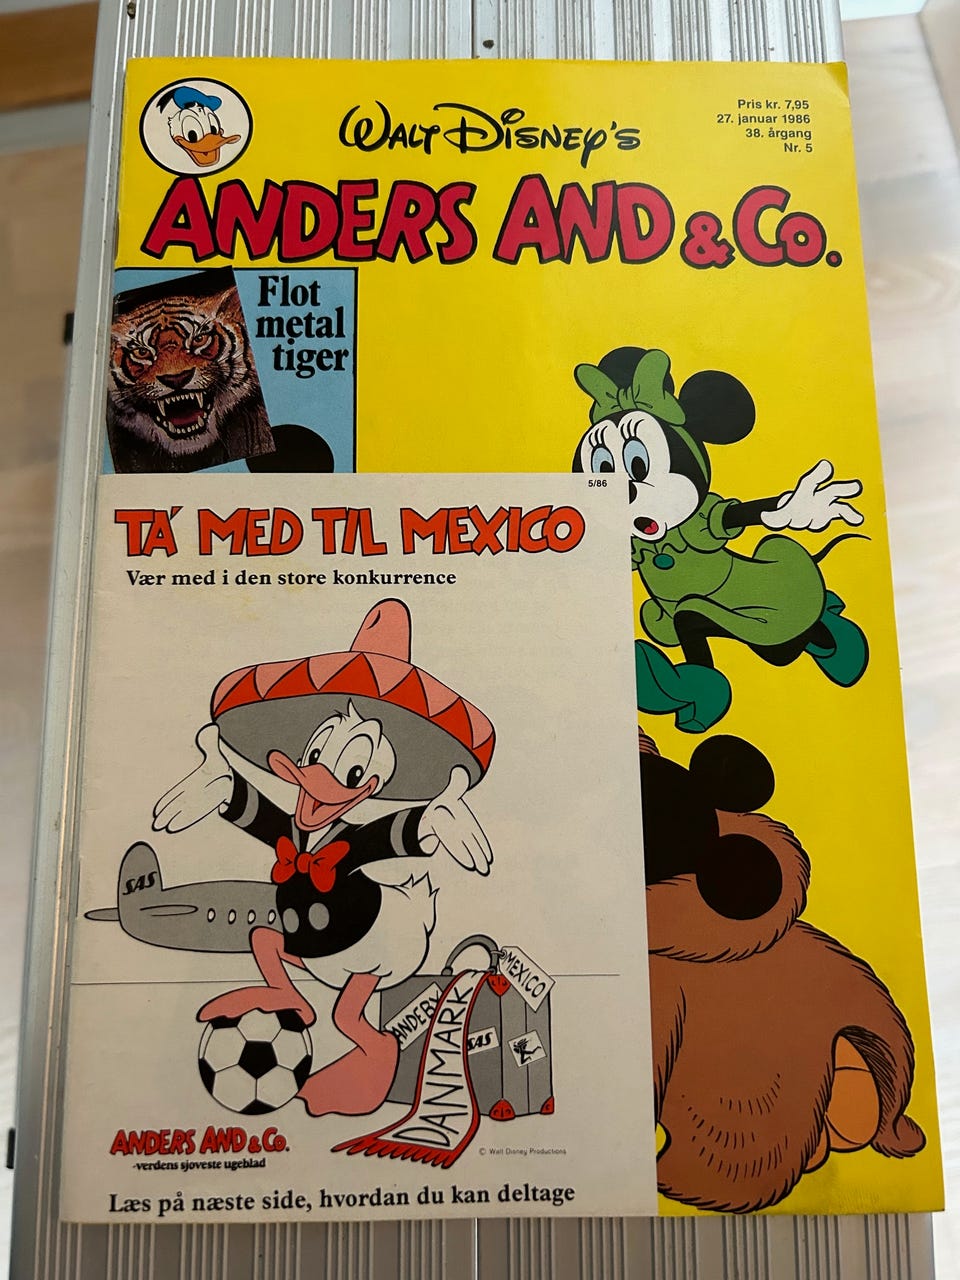 WALT DISNEY'S
Pris kr. 7,95
27. januar 1986
38. årgang
Nr. 5
ANDERS AND & Co.
Flot
metal
tiger
5/86
TA' MED TIL MEXICO
Vær med i den store konkurrence
SAS
MEXICO
ANDEBY
DANMARK
SAS
ANDERS AND & Co.
-verdens sjoveste ugeblad
© Walt Disney Productions
Læs på næste side, hvordan du kan deltage